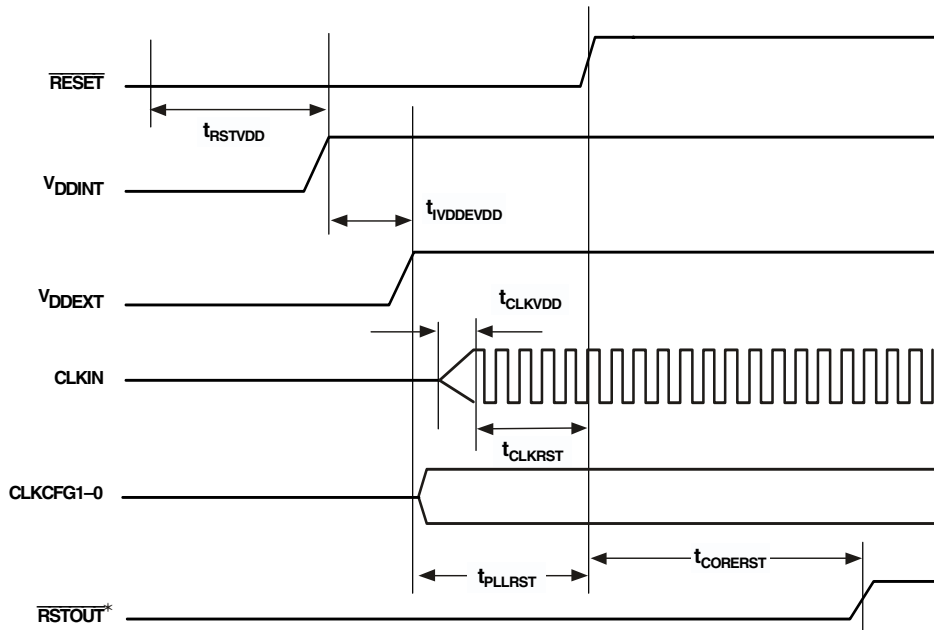 RESET
tRSTVDD
VDDINT
tIVDDEVDD
VDDEXT
tCLKVDD
CLKIN
tCLKRST
CLKCFG1–0
tPLLRST
tCORERST
RSTOUT*